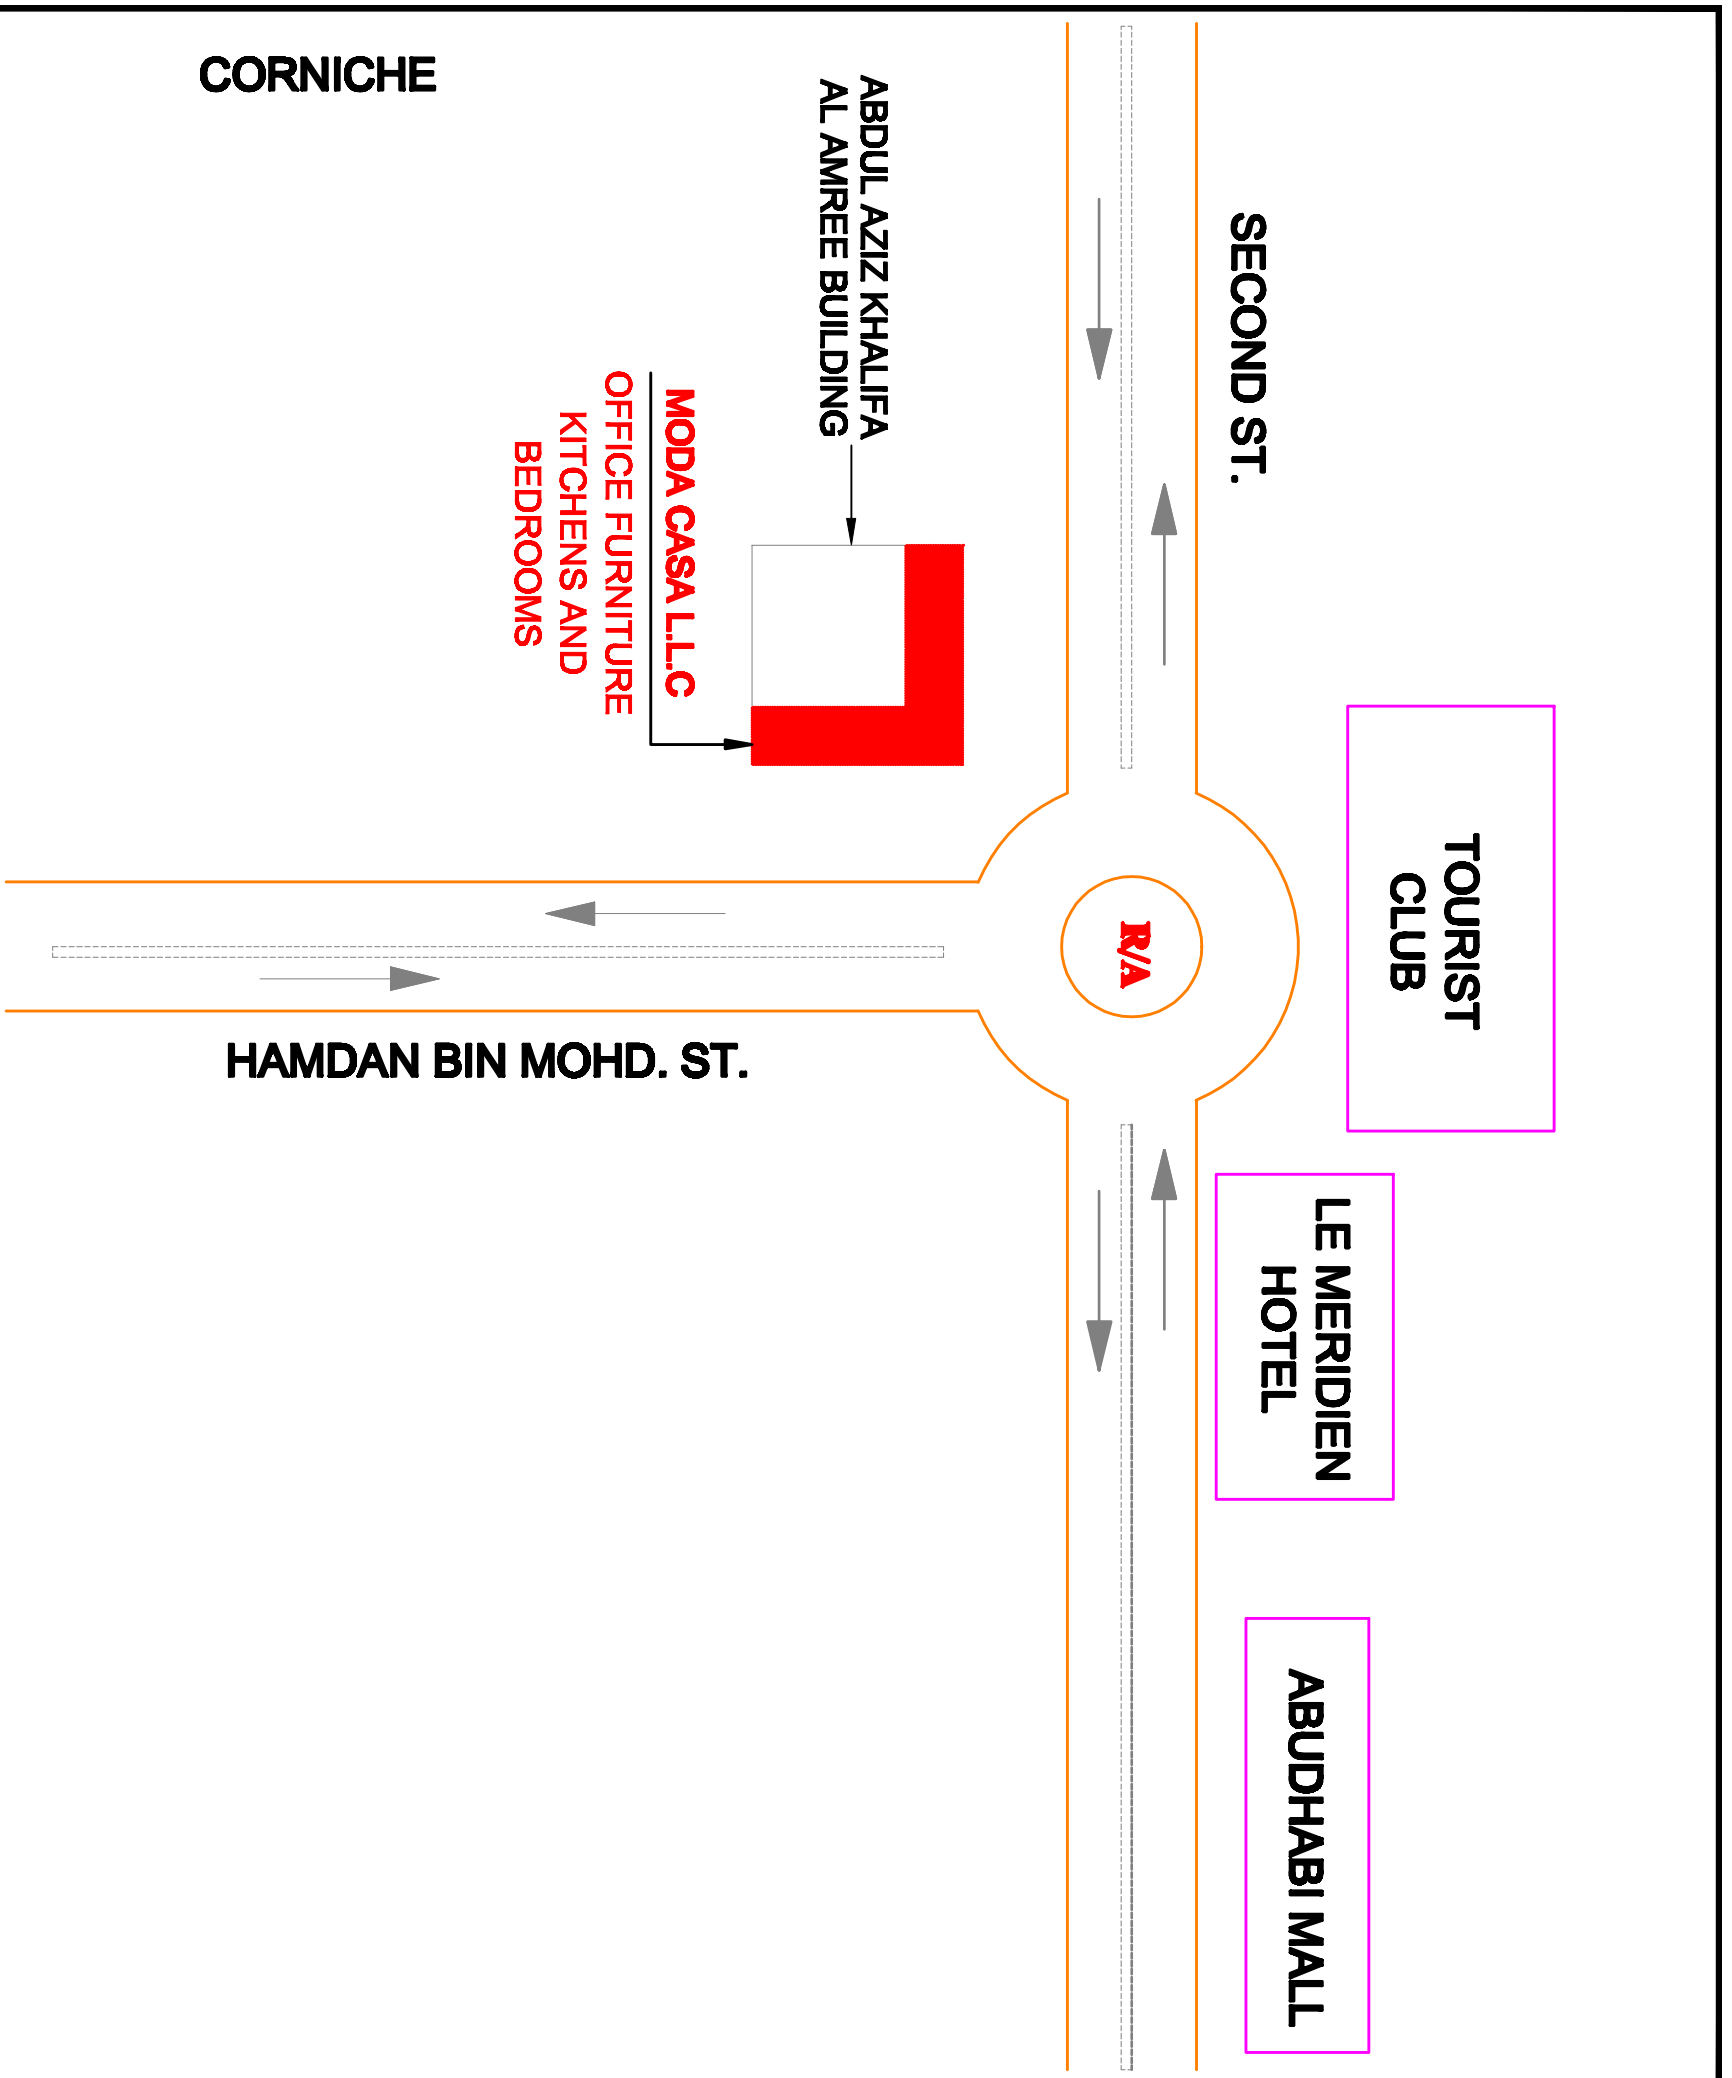 CORNICHE
ABDUL AZIZ KHALIFA
AL AMREE BUILDING
SECOND ST.
MODA CASA L.L.C
OFFICE FURNITURE
KITCHENS AND
BEDROOMS
TOURIST
CLUB
R/A
HAMDAN BIN MOHD. ST.
LE MERIDIEN
HOTEL
ABUDHABI MALL